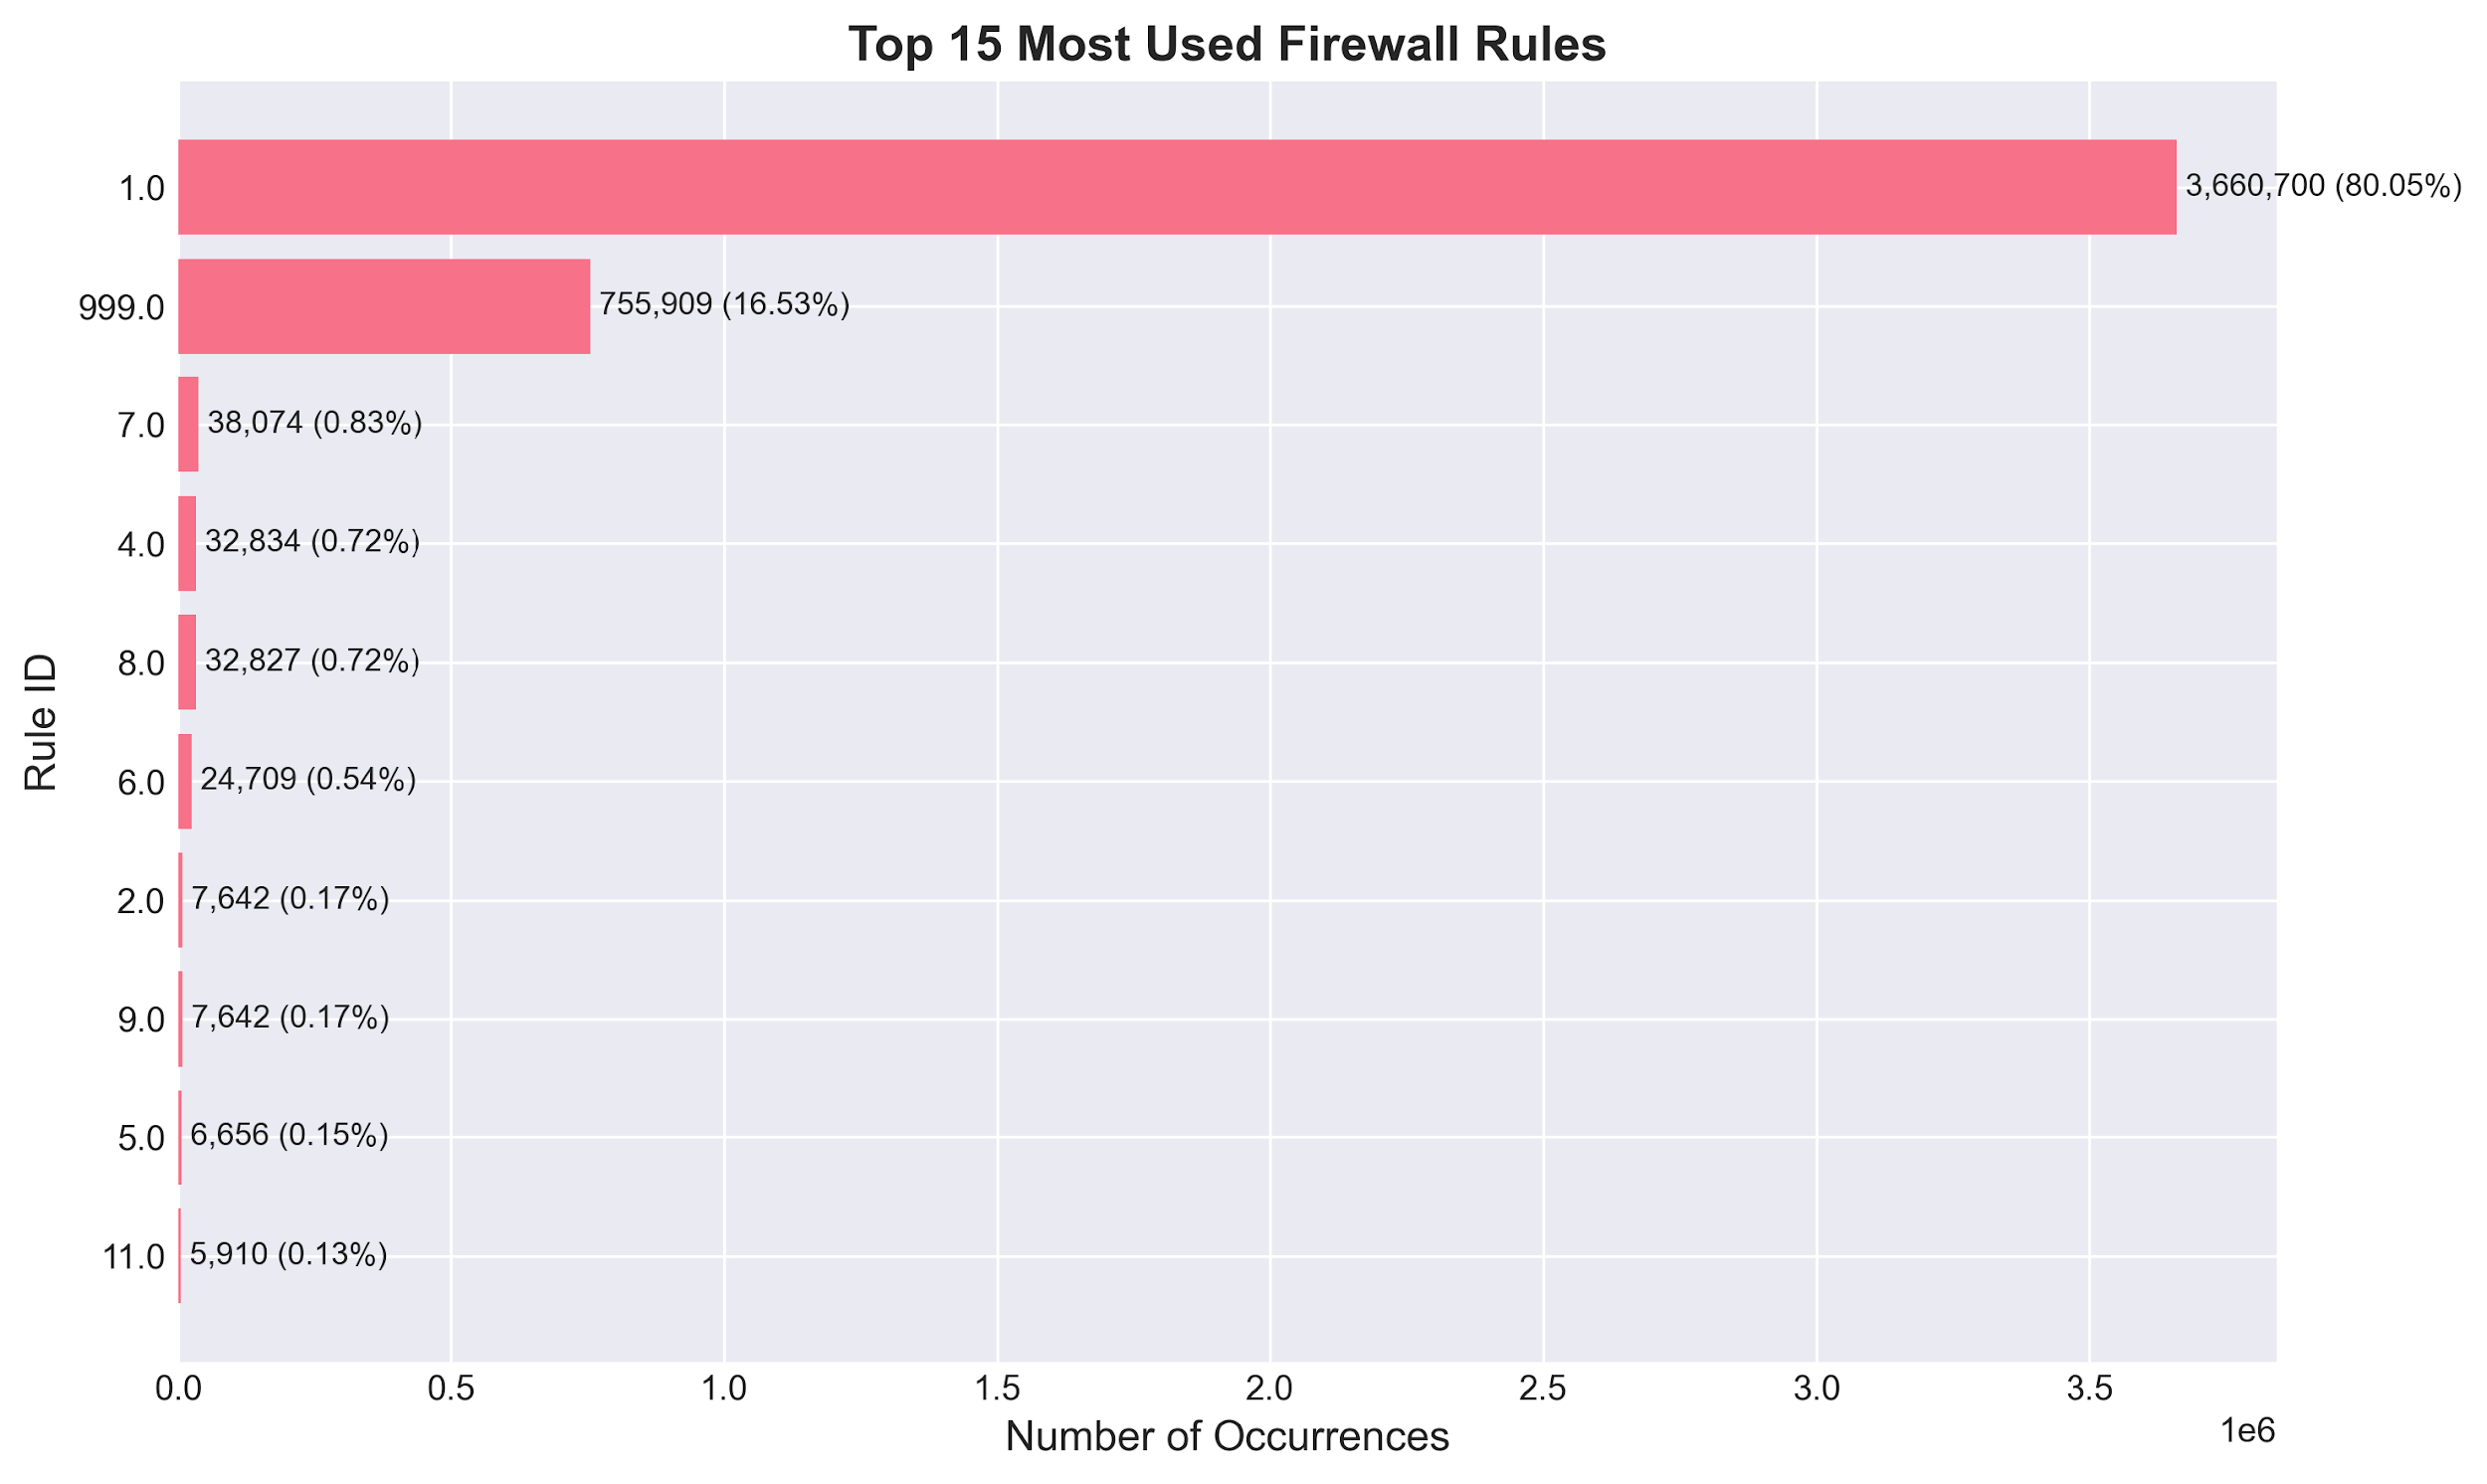 Top 15 Most Used Firewall Rules
1.0 3,660,700 (80.05%)
999.0 755,909 (16.53%)
7.0 38,074 (0.83%)
4.0 32,834 (0.72%)
8.0 32,827 (0.72%)
6.0 24,709 (0.54%)
2.0 7,642 (0.17%)
9.0 7,642 (0.17%)
5.0 6,656 (0.15%)
11.0 5,910 (0.13%)
Rule ID
0.0 0.5 1.0 1.5 2.0 2.5 3.0 3.5
1e6
Number of Occurrences